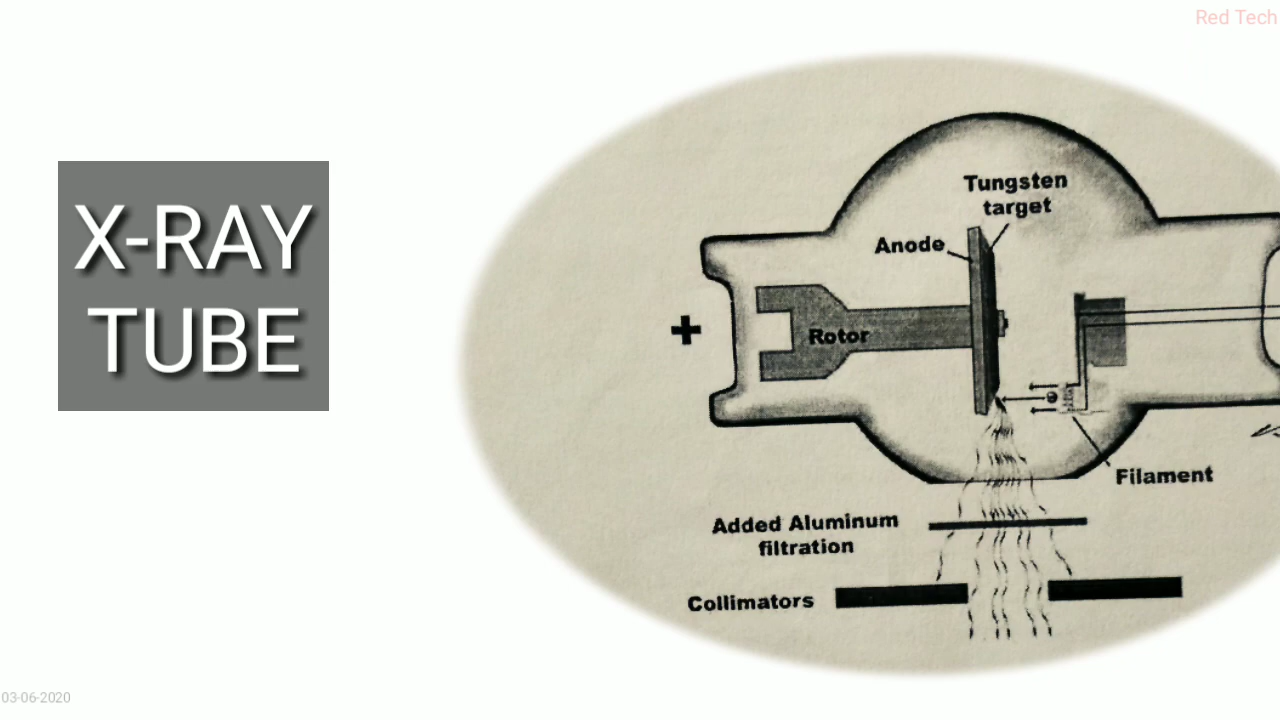 Red Tech
X-RAY
TUBE
Tungsten
target
Anode
+
Rotor
Filament
Added Aluminum
filtration
Collimators
03-06-2020